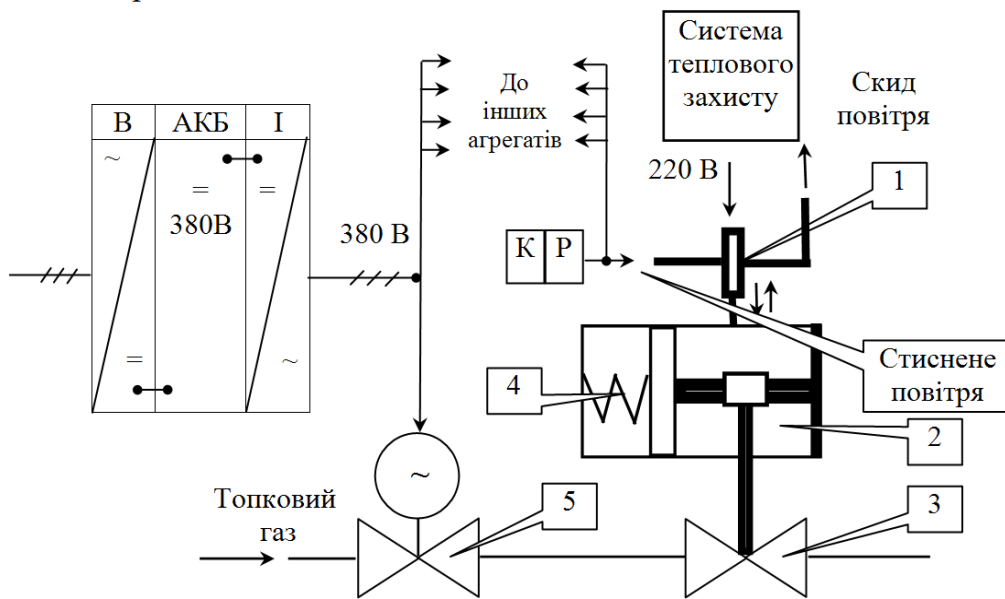 Система
теплового
захисту
До
інших
агрегатів
Скид
повітря
В АКБ І
~
= =
380В
=
~
380 В
220 В
1
К Р
Стиснене
повітря
4
2
~
Топковий
газ
5
3